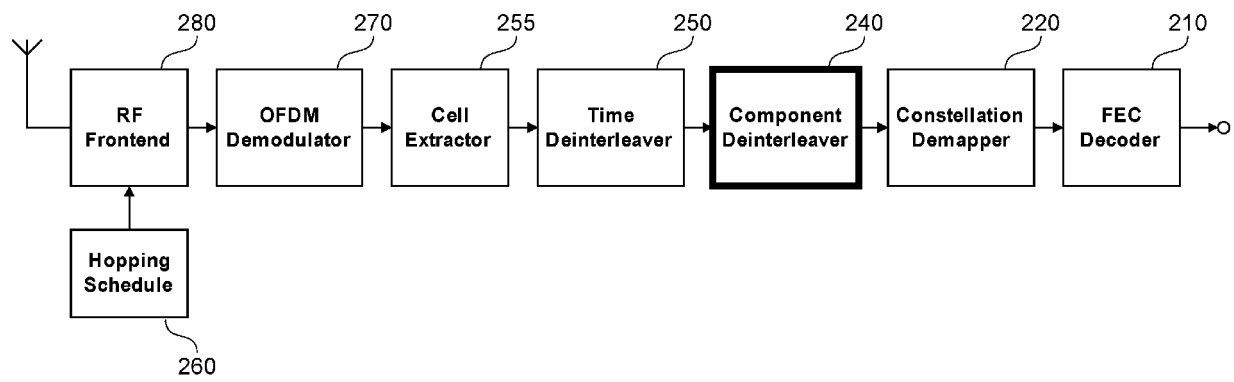 280
270
255
250
240
220
210
RF
Frontend
OFDM
Demodulator
Cell
Extractor
Time
Deinterleaver
Component
Deinterleaver
Constellation
Demapper
FEC
Decoder
Hopping
Schedule
260